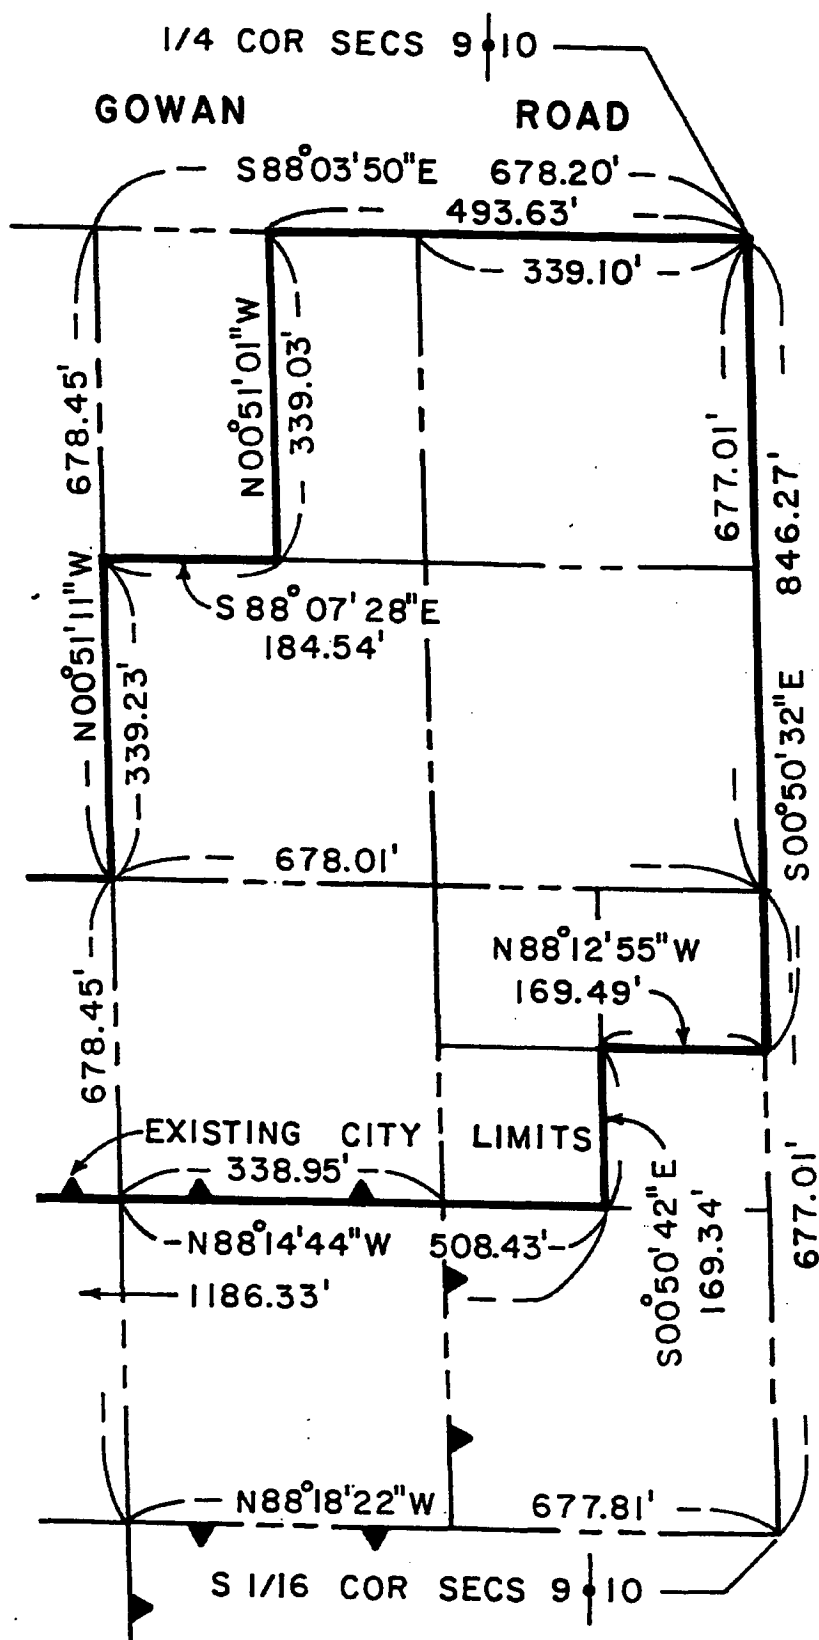 1/4 COR SECS 9 10
GOWAN ROAD
S88°03'50"E 678.20'
493.63'
339.10'
678.45'
N00°51'01"W
339.03'
677.01'
846.27'
S 88°07'28"E
184.54'
N00°51'11"W
339.23'
S00°50'32"E
678.01'
N88°12'55"W
169.49'
678.45'
EXISTING CITY LIMITS
338.95'
S00°50'42"E
169.34'
677.01'
N88°14'44"W 508.43'
1186.33'
N88°18'22"W 677.81'
S 1/16 COR SECS 9 10